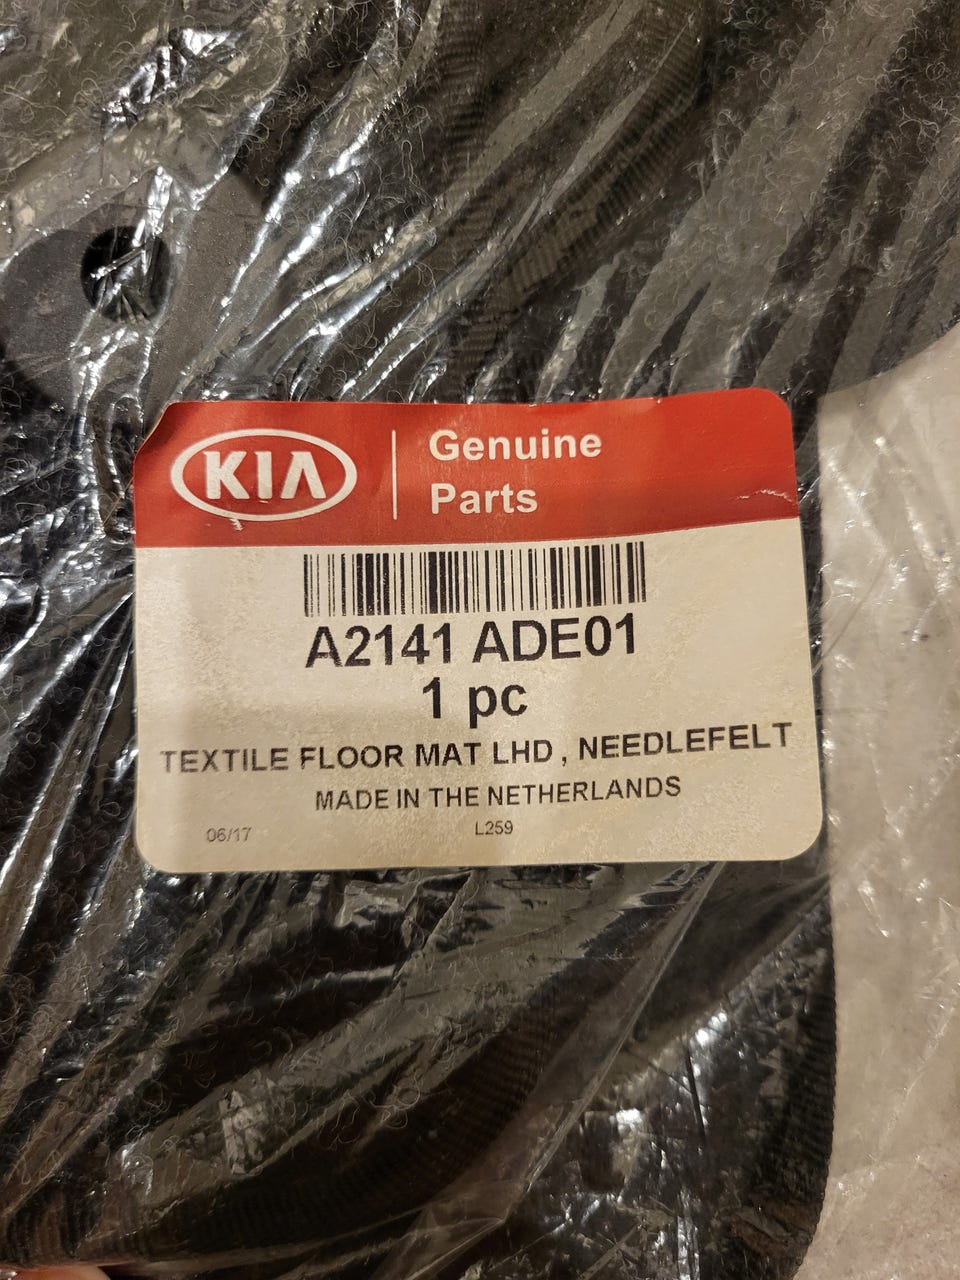 KIA
Genuine
Parts
A2141 ADE01
1 pc
TEXTILE FLOOR MAT LHD , NEEDLEFELT
MADE IN THE NETHERLANDS
06/17 L259